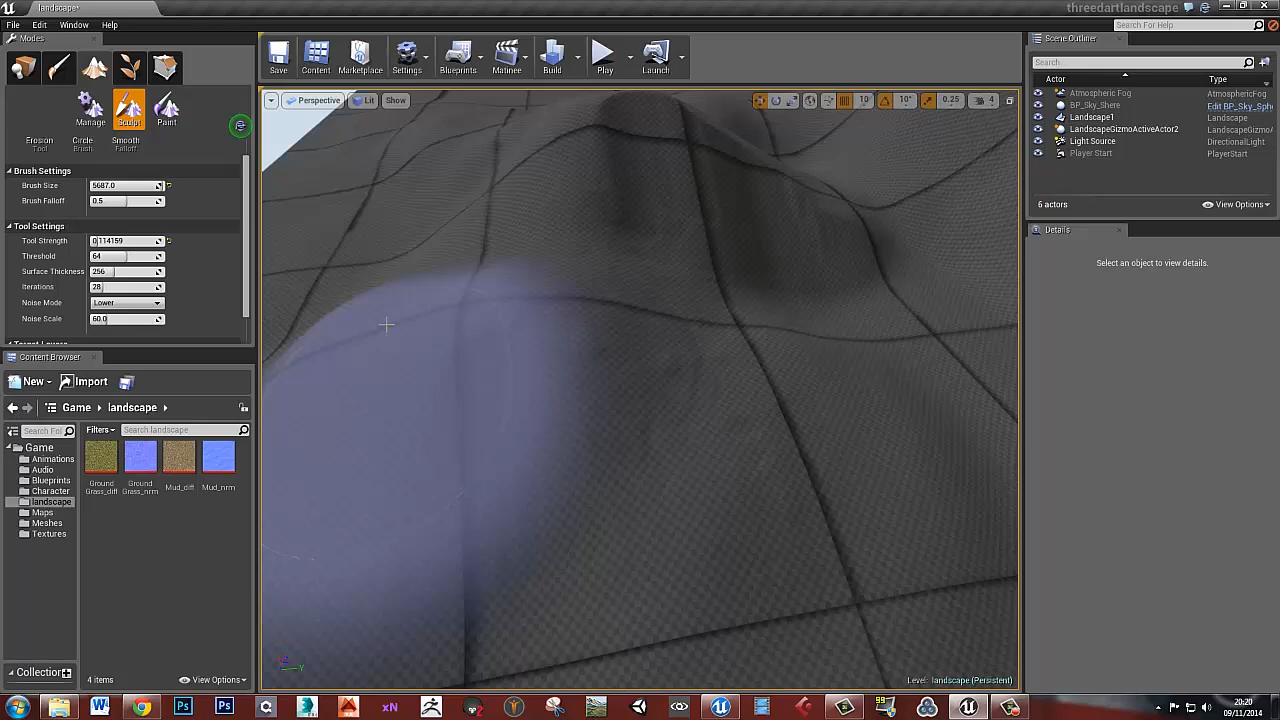 landscape*
threedartlandscape
File Edit Window Help
Search For Help
Modes
Manage Sculpt Paint
Erosion Circle Smooth
Tool Brush Falloff
Brush Settings
Brush Size 5687.0
Brush Falloff 0.5
Tool Settings
Tool Strength 0.114159
Threshold 64
Surface Thickness 256
Iterations 28
Noise Mode Lower
Noise Scale 60.0
Save Content Marketplace Settings Blueprints Matinee Build Play Launch
Perspective Lit Show
10 10° 0.25 4
Level: landscape (Persistent)
Scene Outliner
Search...
Actor Type
Atmospheric Fog AtmosphericFog
BP_Sky_Shere Edit BP_Sky_Sph
Landscape1 Landscape
LandscapeGizmoActiveActor2 LandscapeGizmo
Light Source DirectionalLight
Player Start PlayerStart
6 actors View Options
Details
Select an object to view details.
Content Browser
New Import
Game landscape
Search Fol
Filters Search landscape
Game
Animations
Audio
Blueprints
Character
landscape
Maps
Meshes
Textures
Ground Grass_diff
Ground Grass_nrm
Mud_diff
Mud_nrm
Collection
4 items View Options
20:20
09/11/2014